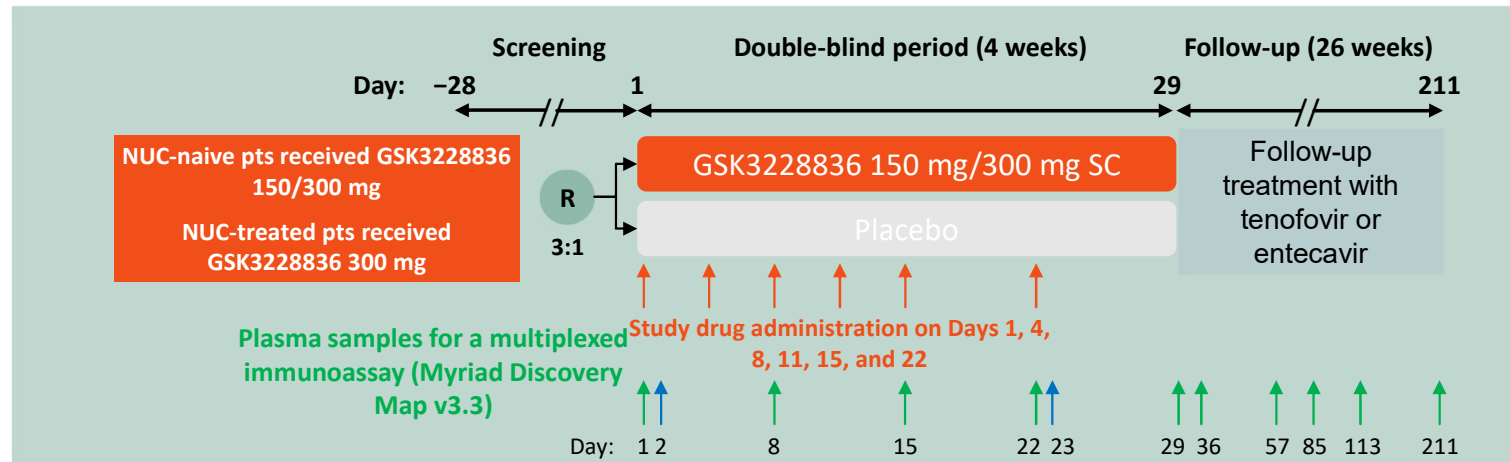 Screening
Double-blind period (4 weeks)
Follow-up (26 weeks)
Day: −28
1
29
211
NUC-naive pts received GSK3228836
150/300 mg
NUC-treated pts received
GSK3228836 300 mg
R
3:1
GSK3228836 150 mg/300 mg SC
Placebo
Follow-up
treatment with
tenofovir or
entecavir
Study drug administration on Days 1, 4,
8, 11, 15, and 22
Plasma samples for a multiplexed
immunoassay (Myriad Discovery
Map v3.3)
Day: 1 2 8 15 22 23 29 36 57 85 113 211